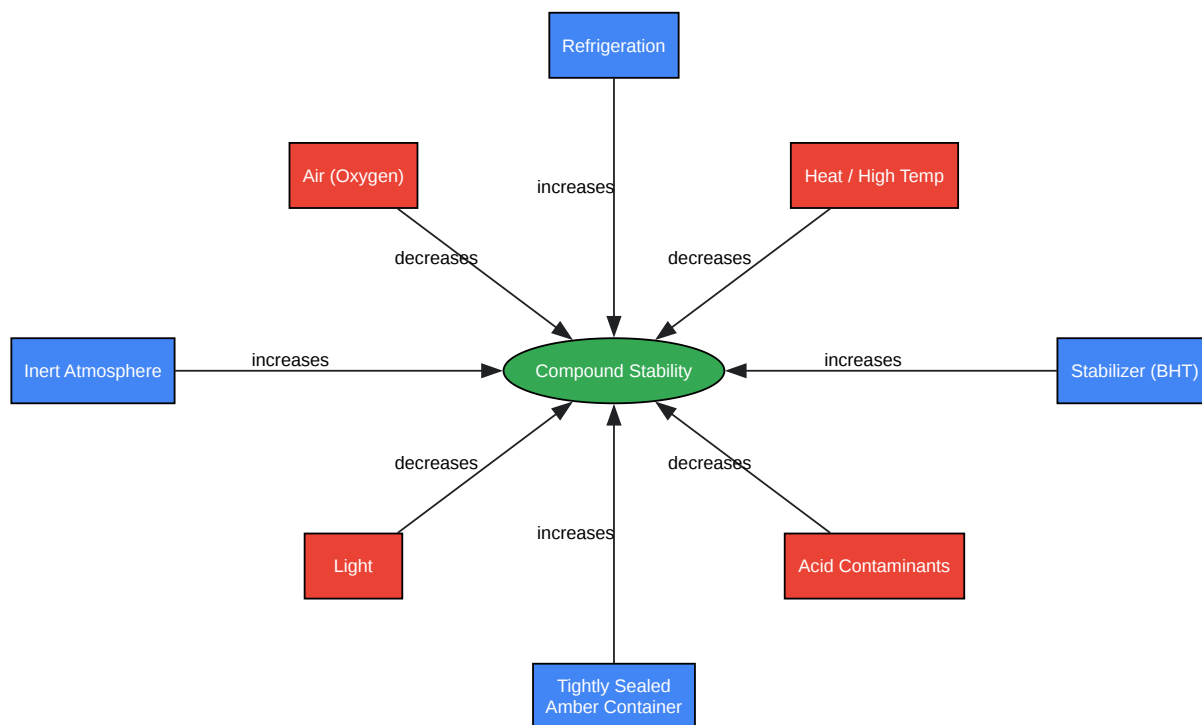 Refrigeration
Air (Oxygen)
Heat / High Temp
increases
decreases
decreases
Inert Atmosphere
increases
Compound Stability
increases
Stabilizer (BHT)
decreases
decreases
increases
Light
Acid Contaminants
Tightly Sealed
Amber Container